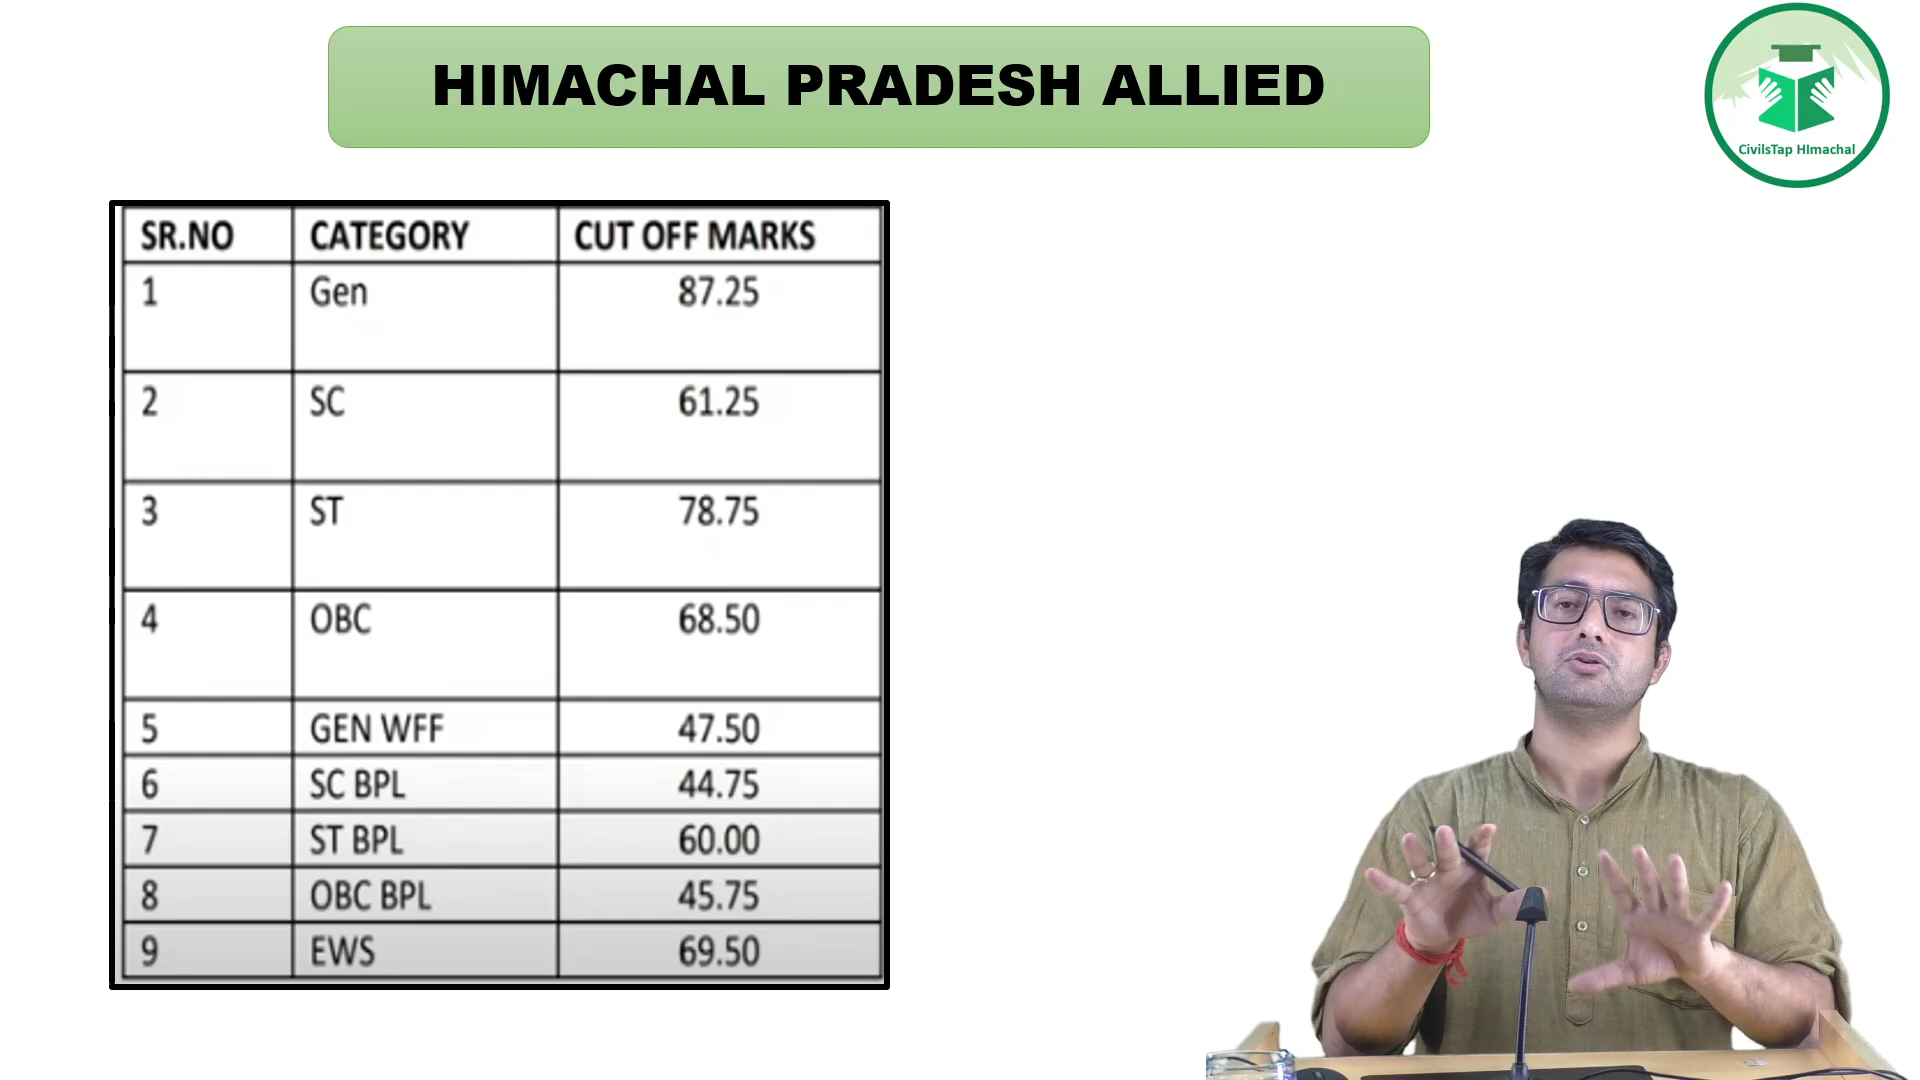 HIMACHAL PRADESH ALLIED
CivilsTap HImachal
SR.NO CATEGORY CUT OFF MARKS
1 Gen 87.25
2 SC 61.25
3 ST 78.75
4 OBC 68.50
5 GEN WFF 47.50
6 SC BPL 44.75
7 ST BPL 60.00
8 OBC BPL 45.75
9 EWS 69.50